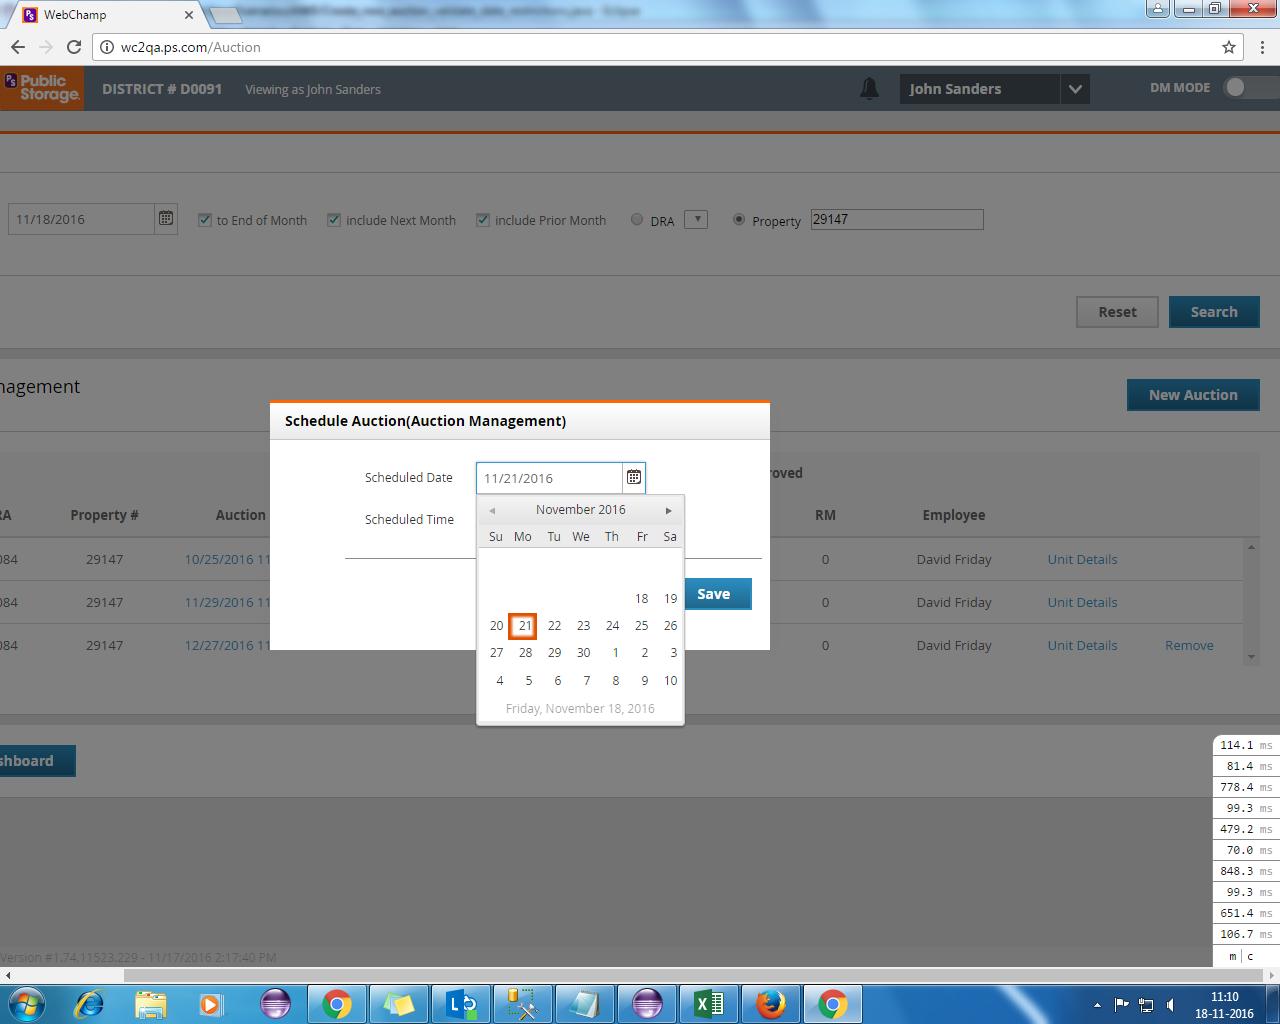 WebChamp
wc2qa.ps.com/Auction
PS Public Storage.
DISTRICT # D0091
Viewing as John Sanders
John Sanders
DM MODE
11/18/2016
to End of Month
include Next Month
include Prior Month
DRA
Property
29147
Reset
Search
nagement
New Auction
Schedule Auction(Auction Management)
Scheduled Date
11/21/2016
Scheduled Time
November 2016
Su Mo Tu We Th Fr Sa
18 19
20 21 22 23 24 25 26
27 28 29 30 1 2 3
4 5 6 7 8 9 10
Friday, November 18, 2016
Save
roved
RA Property # Auction RM Employee
084 29147 10/25/2016 11 0 David Friday Unit Details
084 29147 11/29/2016 11 0 David Friday Unit Details
084 29147 12/27/2016 11 0 David Friday Unit Details Remove
shboard
114.1 ms
81.4 ms
778.4 ms
99.3 ms
479.2 ms
70.0 ms
848.3 ms
99.3 ms
651.4 ms
106.7 ms
m | c
Version #1.74.11523.229 - 11/17/2016 2:17:40 PM
11:10
18-11-2016